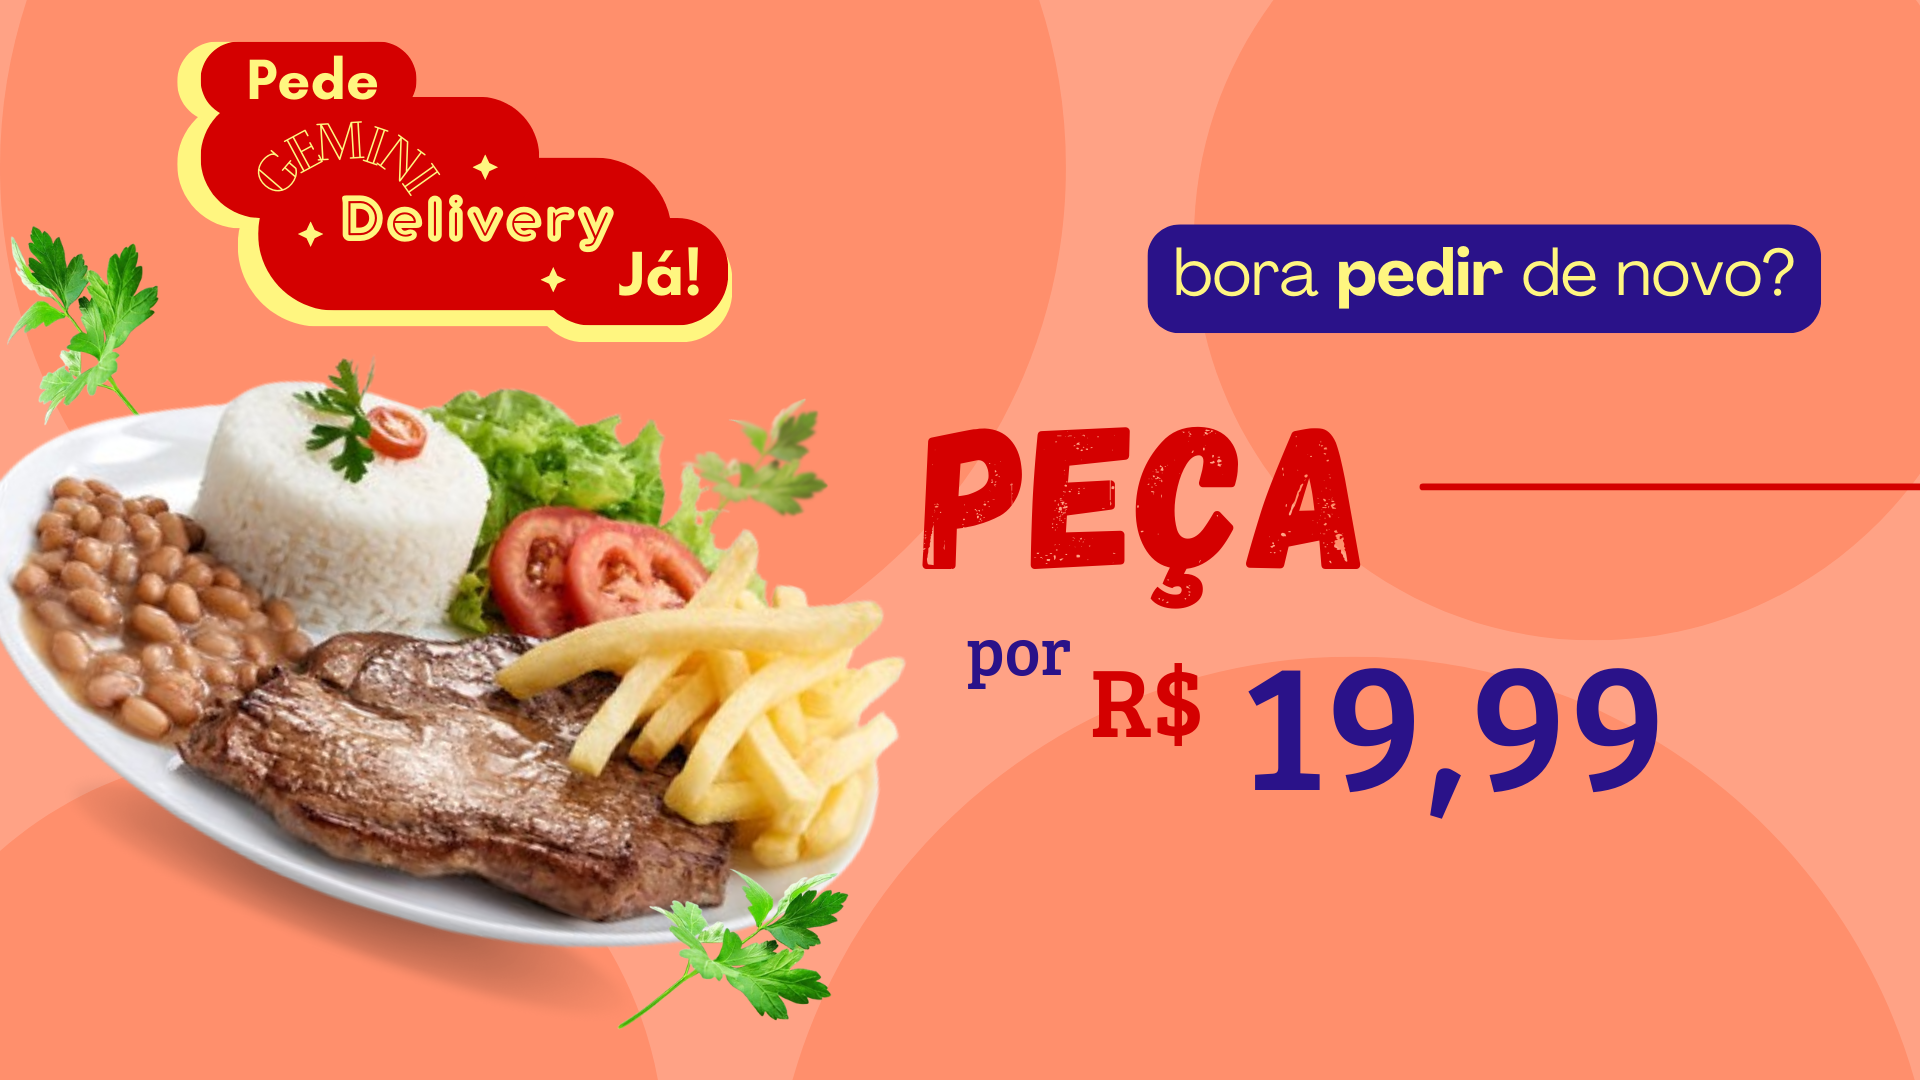 Pede
GEMINI
Delivery
Já!
bora pedir de novo?
PEÇA
por
R$ 19,99